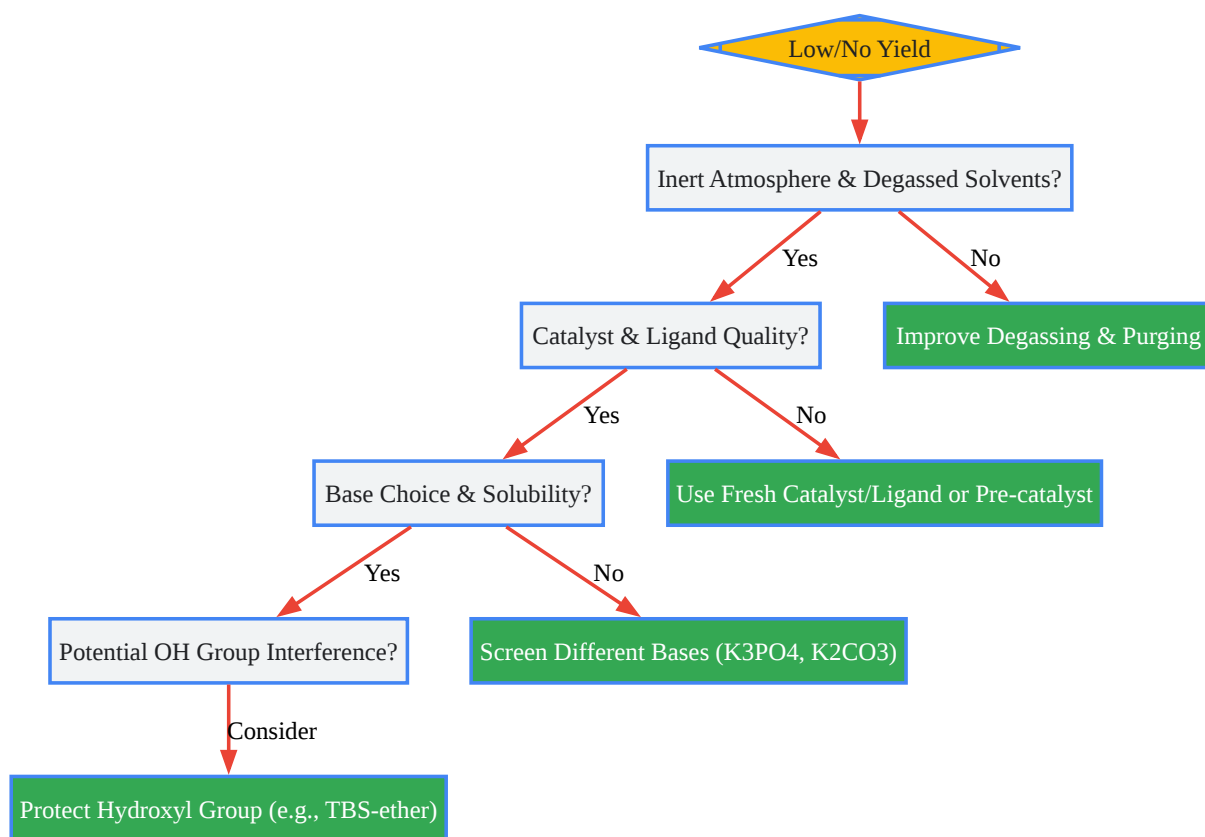 Low/No Yield
Inert Atmosphere & Degassed Solvents?
Yes
No
Catalyst & Ligand Quality?
Improve Degassing & Purging
Yes
No
Base Choice & Solubility?
Use Fresh Catalyst/Ligand or Pre-catalyst
Yes
No
Potential OH Group Interference?
Screen Different Bases (K3PO4, K2CO3)
Consider
Protect Hydroxyl Group (e.g., TBS-ether)